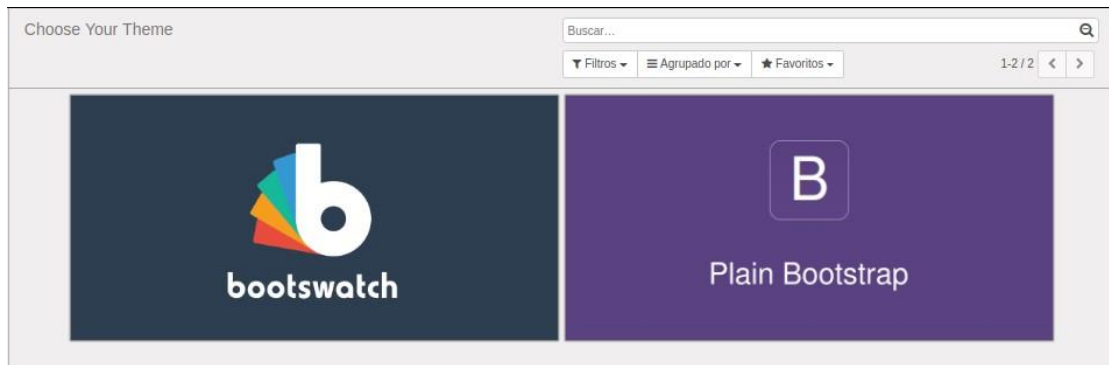 Choose Your Theme
Buscar...
Filtros
Agrupado por
Favoritos
1-2 / 2
bootswatch
B
Plain Bootstrap